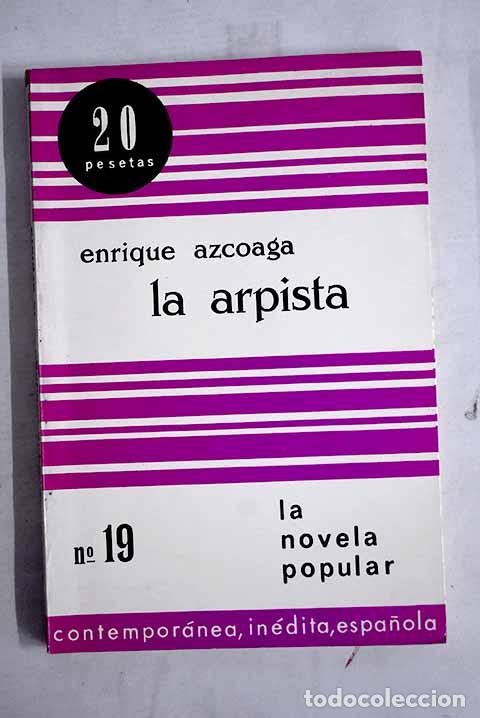 20
pesetas
enrique azcoaga
la arpista
nº 19
la
novela
popular
contemporánea, inédita, española
todocoleccion